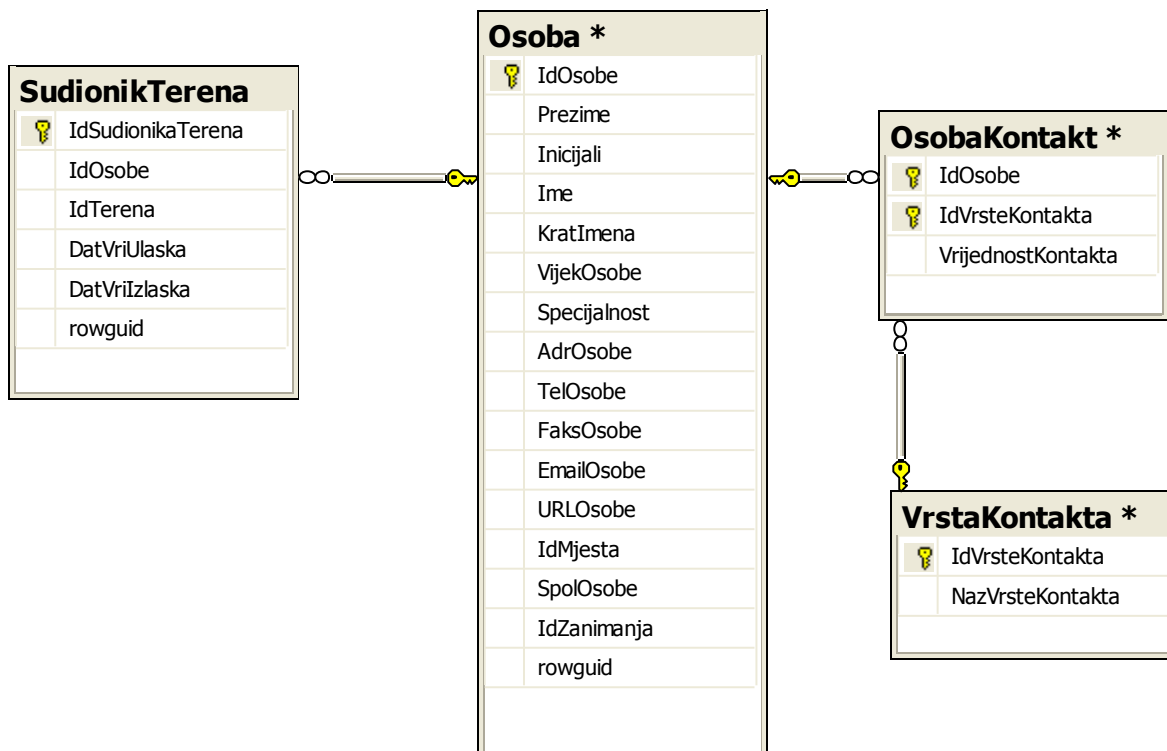 SudionikTerena
IdSudionikaTerena
IdOsobe
IdTerena
DatVriUlaska
DatVriIzlaska
rowguid
Osoba *
IdOsobe
Prezime
Inicijali
Ime
KratImena
VijekOsobe
Specijalnost
AdrOsobe
TelOsobe
FaksOsobe
EmailOsobe
URLOsobe
IdMjesta
SpolOsobe
IdZanimanja
rowguid
OsobaKontakt *
IdOsobe
IdVrsteKontakta
VrijednostKontakta
VrstaKontakta *
IdVrsteKontakta
NazVrsteKontakta